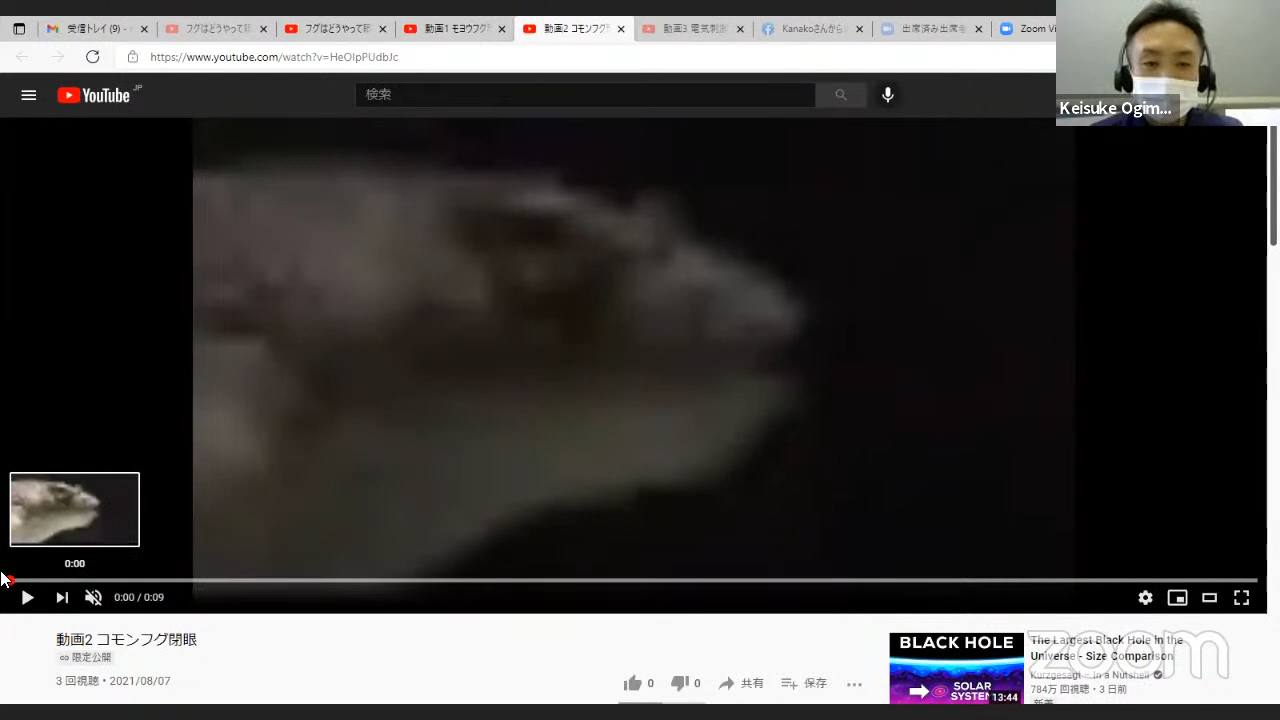 受信トレイ (9) -
フグはどうやって眼
フグはどうやって眼
動画1 モヨウフグ
動画2 コモンフグ
動画3 電気刺激
Kanakoさんから
出席済み出席者
Zoom Vi
https://www.youtube.com/watch?v=HeOIpPUdbJc
YouTube JP
検索
Keisuke Ogim...
0:00
0:00 / 0:09
動画2 コモンフグ閉眼
限定公開
3 回視聴・2021/08/07
0
0
共有
保存
BLACK HOLE
SOLAR
SYSTEM
13:44
The Largest Black Hole in the
Universe - Size Comparison
Kurzgesagt – In a Nutshell
784万 回視聴・3 日前
新着
zoom